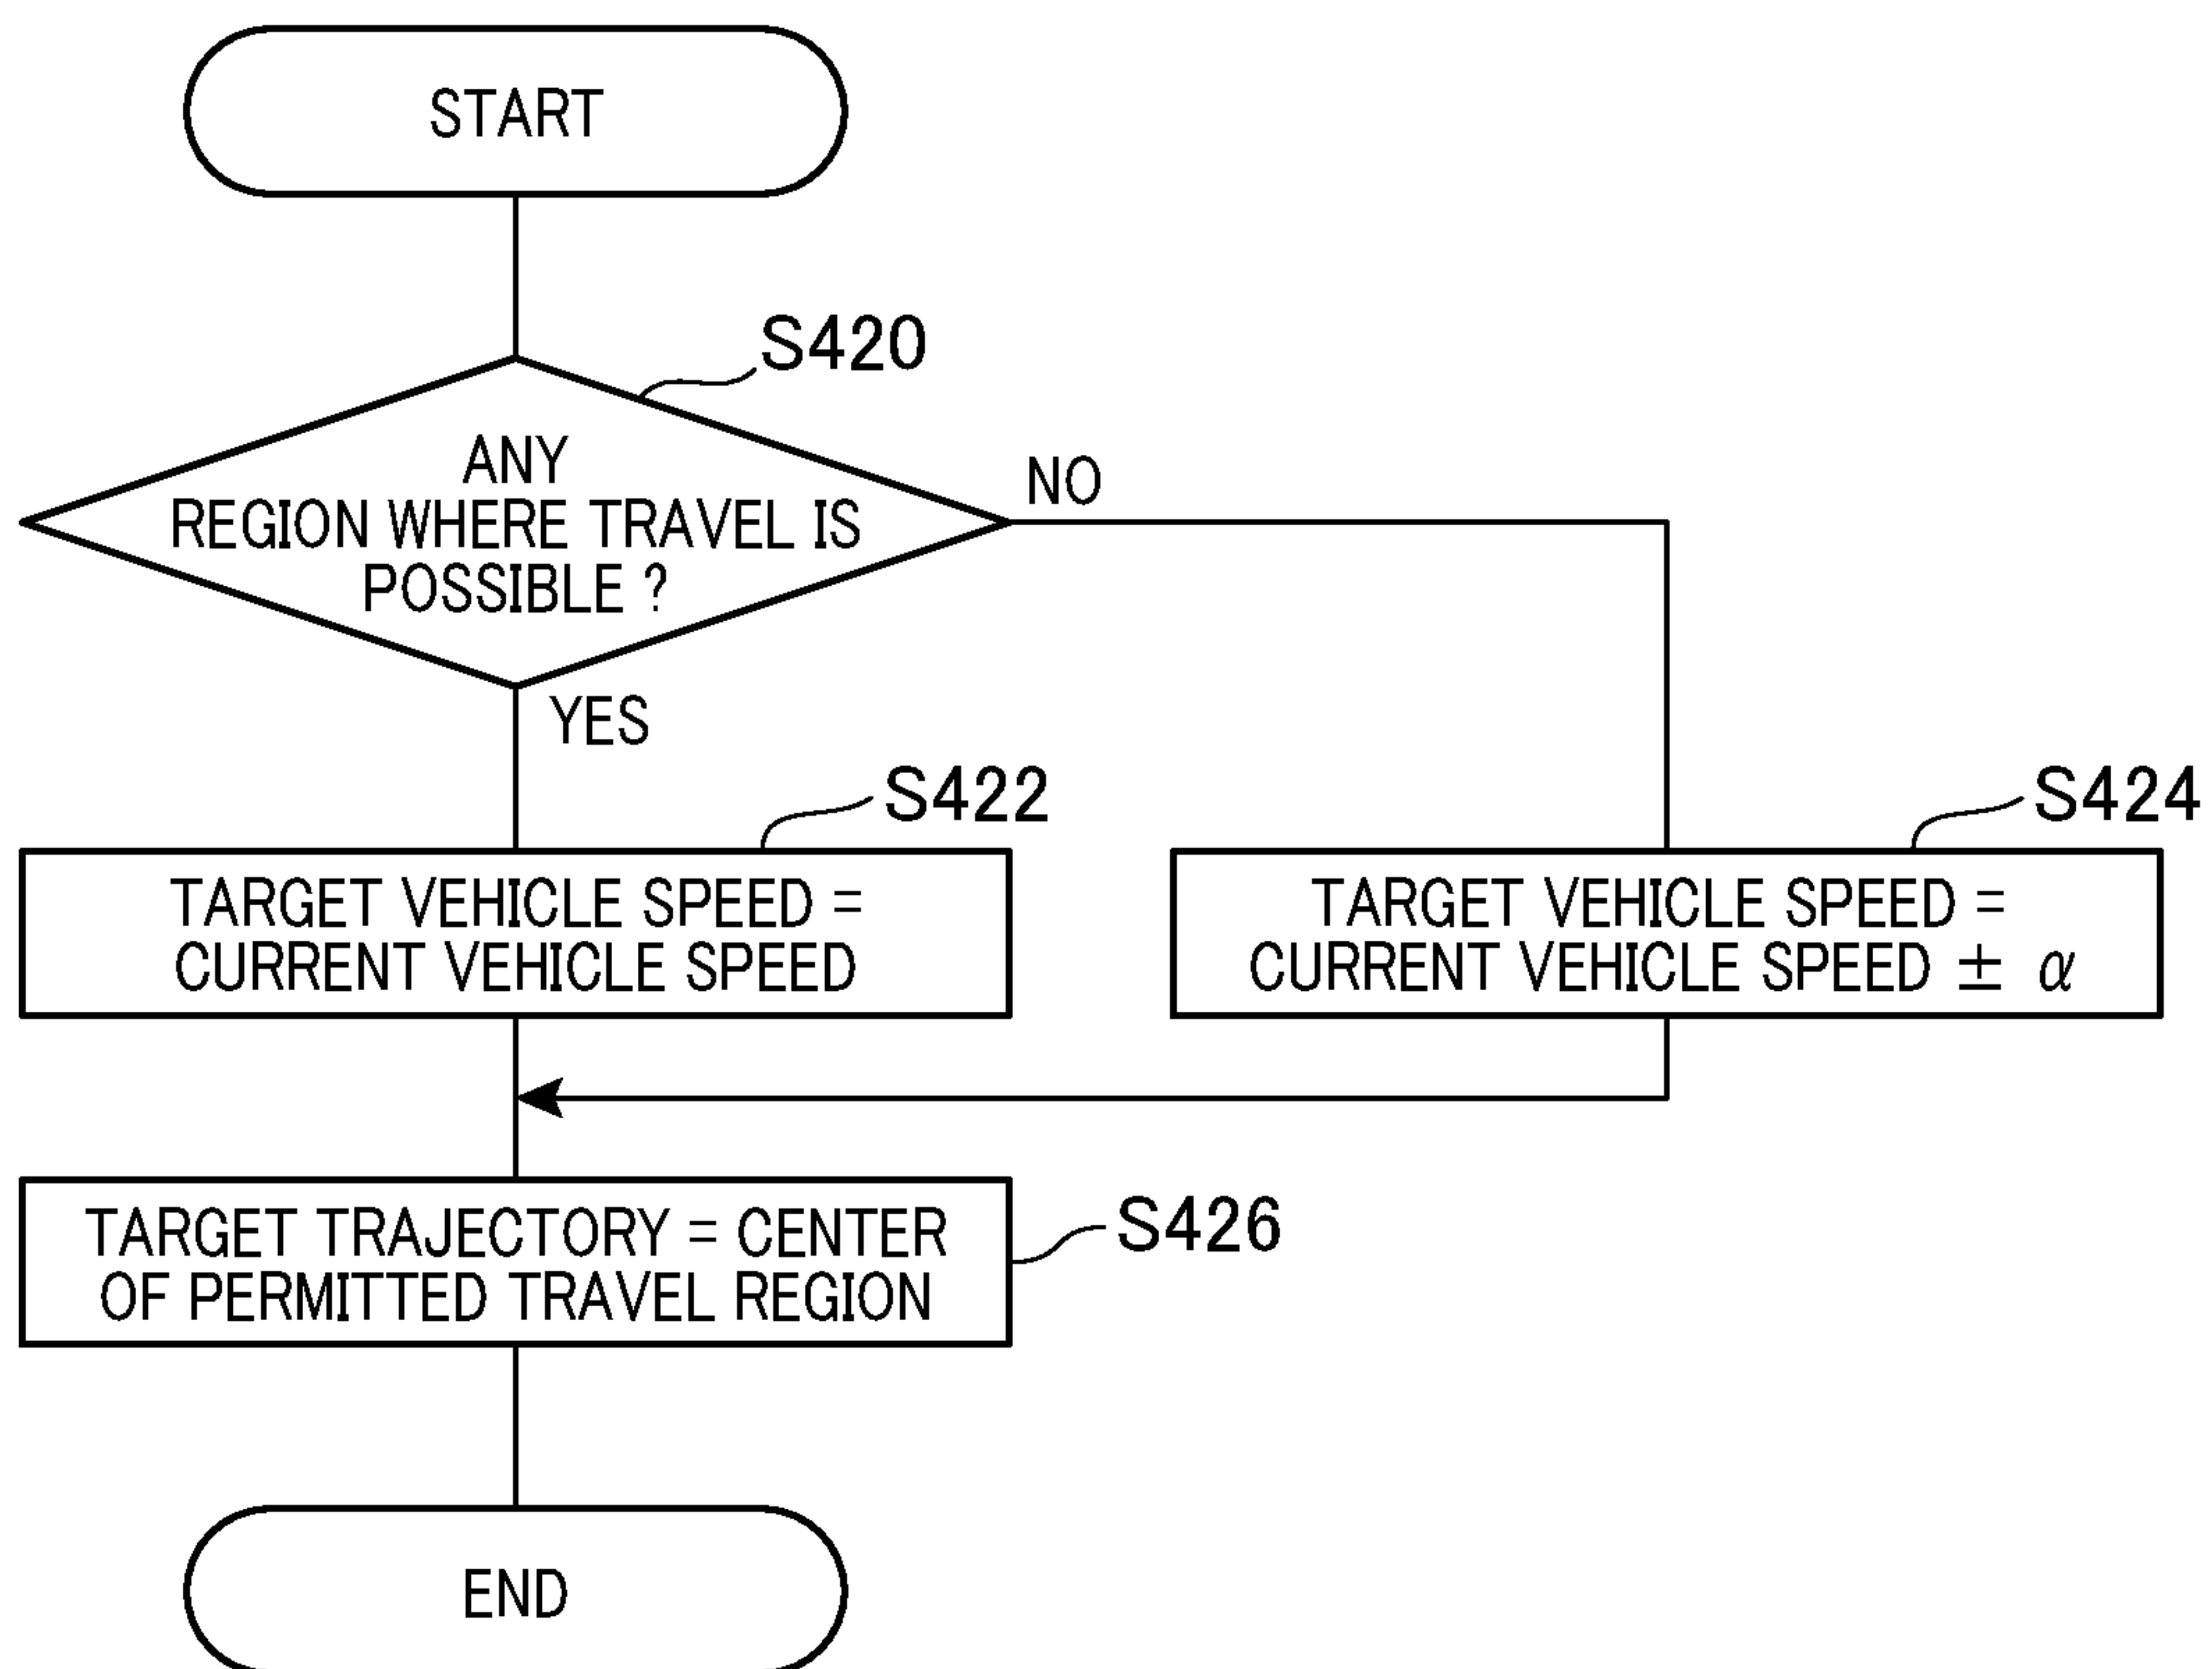 START
S420
ANY
REGION WHERE TRAVEL IS
POSSIBLE ?
NO
YES
S422
TARGET VEHICLE SPEED =
CURRENT VEHICLE SPEED
S424
TARGET VEHICLE SPEED =
CURRENT VEHICLE SPEED ± α
TARGET TRAJECTORY = CENTER
OF PERMITTED TRAVEL REGION
S426
END